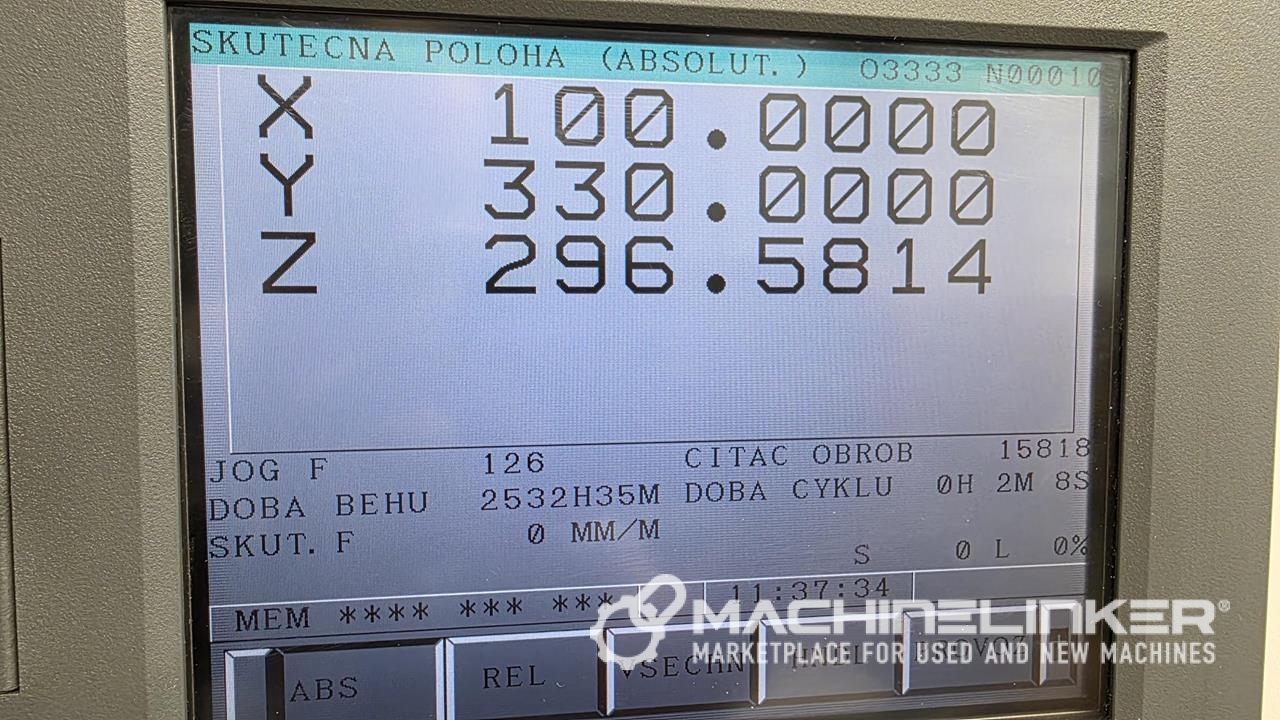 SKUTECNA POLOHA (ABSOLUT.) O3333 N00010
X 100.0000
Y 330.0000
Z 296.5814
JOG F 126 CITAC OBROB 15818
DOBA BEHU 2532H35M DOBA CYKLU 0H 2M 8S
SKUT. F 0 MM/M
S 0 L 0%
MEM **** *** *** 11:37:34
ABS REL VSECHN
MACHINELINKER®
MARKETPLACE FOR USED AND NEW MACHINES